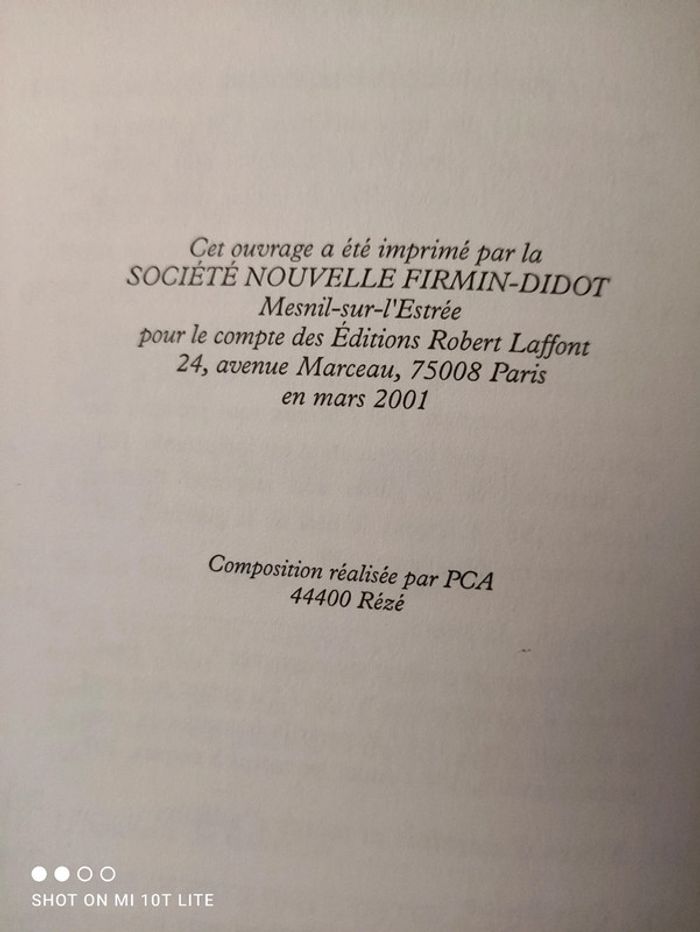 Cet ouvrage a été imprimé par la
SOCIÉTÉ NOUVELLE FIRMIN-DIDOT
Mesnil-sur-l'Estrée
pour le compte des Éditions Robert Laffont
24, avenue Marceau, 75008 Paris
en mars 2001
Composition réalisée par PCA
44400 Rézé
SHOT ON MI 10T LITE